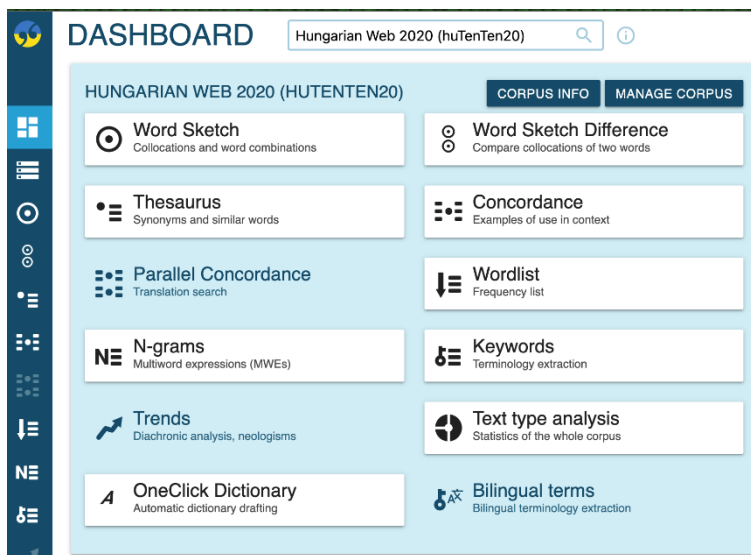 DASHBOARD
Hungarian Web 2020 (huTenTen20)
HUNGARIAN WEB 2020 (HUTENTEN20)
CORPUS INFO
MANAGE CORPUS
Word Sketch
Collocations and word combinations
Word Sketch Difference
Compare collocations of two words
Thesaurus
Synonyms and similar words
Concordance
Examples of use in context
Parallel Concordance
Translation search
Wordlist
Frequency list
N-grams
Multiword expressions (MWEs)
Keywords
Terminology extraction
Trends
Diachronic analysis, neologisms
Text type analysis
Statistics of the whole corpus
OneClick Dictionary
Automatic dictionary drafting
Bilingual terms
Bilingual terminology extraction